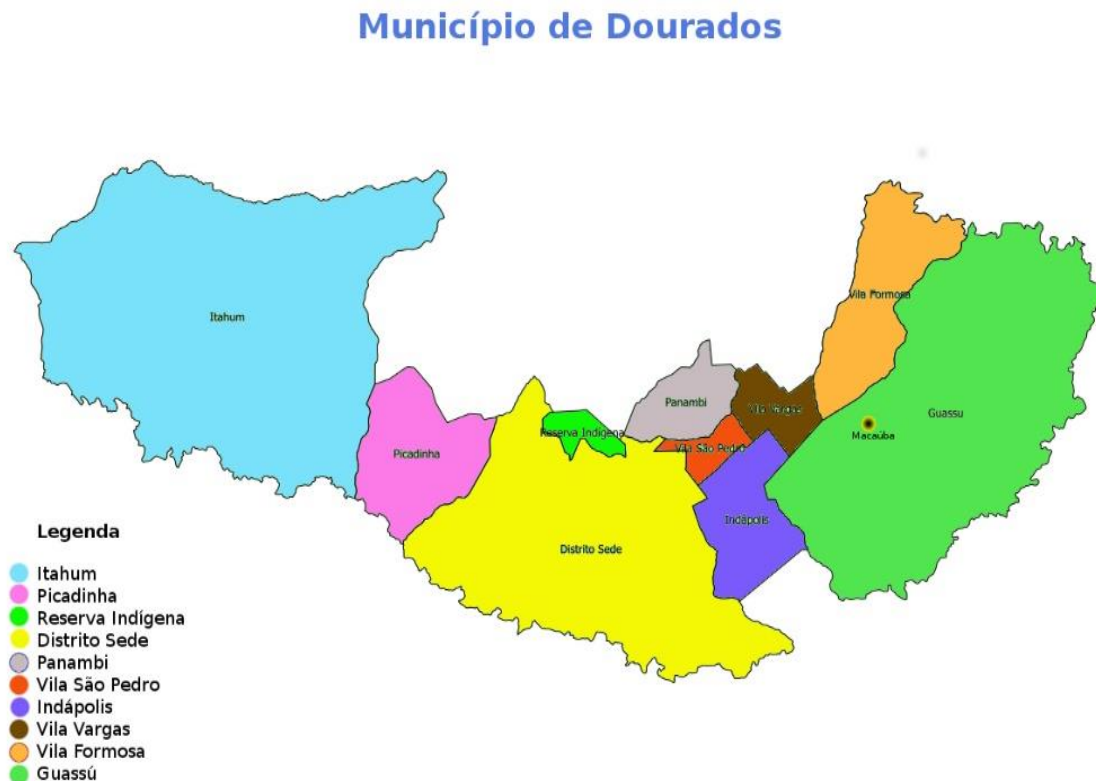 Município de Dourados
Vila Formosa
Itahum
Panambi
Vila Vargas
Guassu
Macaúba
Reserva Indígena
Vila São Pedro
Picadinha
Indápolis
Distrito Sede
Legenda
Itahum
Picadinha
Reserva Indígena
Distrito Sede
Panambi
Vila São Pedro
Indápolis
Vila Vargas
Vila Formosa
Guassú